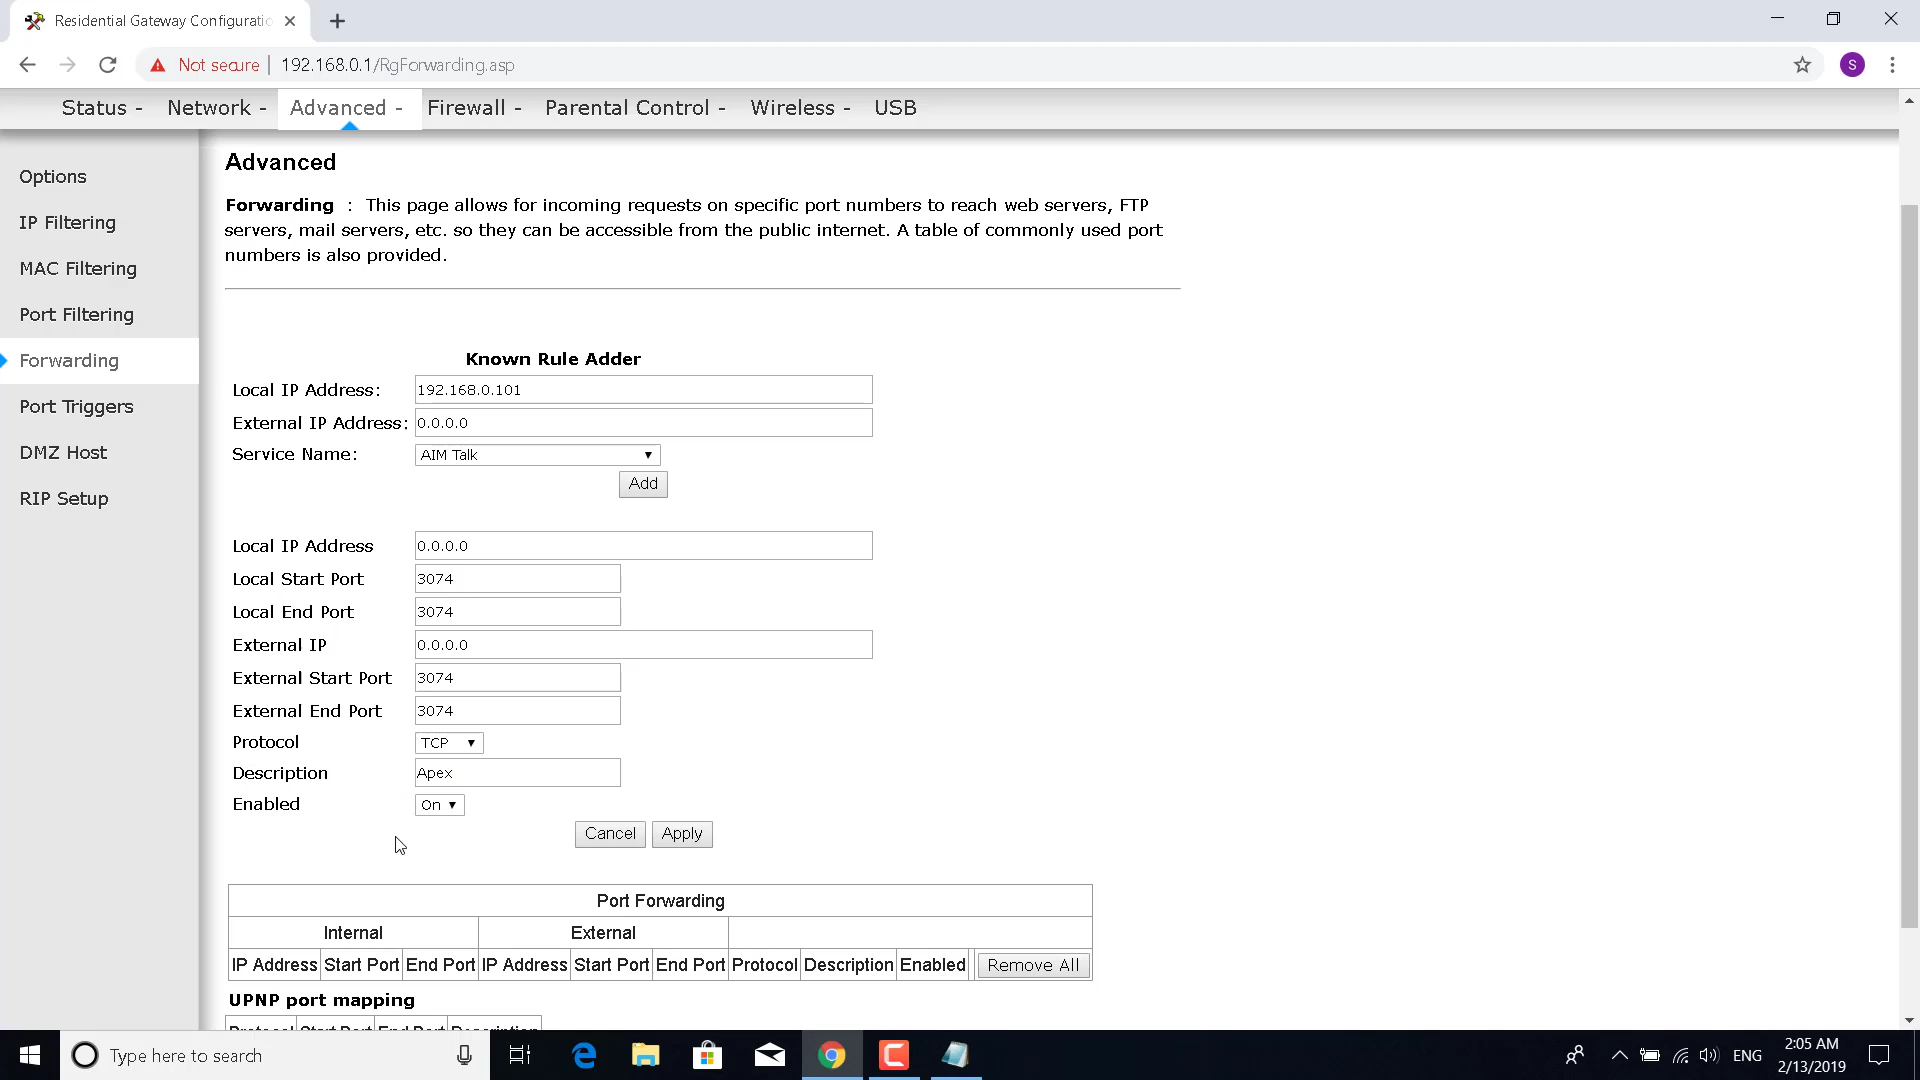 Residential Gateway Configuratio
Not secure
192.168.0.1/RgForwarding.asp
S
Status - Network - Advanced - Firewall - Parental Control - Wireless - USB
Options
IP Filtering
MAC Filtering
Port Filtering
Forwarding
Port Triggers
DMZ Host
RIP Setup
Advanced
Forwarding : This page allows for incoming requests on specific port numbers to reach web servers, FTP
servers, mail servers, etc. so they can be accessible from the public internet. A table of commonly used port
numbers is also provided.
Known Rule Adder
Local IP Address: 192.168.0.101
External IP Address: 0.0.0.0
Service Name: AIM Talk
Add
Local IP Address 0.0.0.0
Local Start Port 3074
Local End Port 3074
External IP 0.0.0.0
External Start Port 3074
External End Port 3074
Protocol TCP
Description Apex
Enabled On
Cancel Apply
Port Forwarding
Internal External
IP Address Start Port End Port IP Address Start Port End Port Protocol Description Enabled Remove All
UPNP port mapping
Protocol Start Port End Port Description
Type here to search
ENG
2:05 AM
2/13/2019